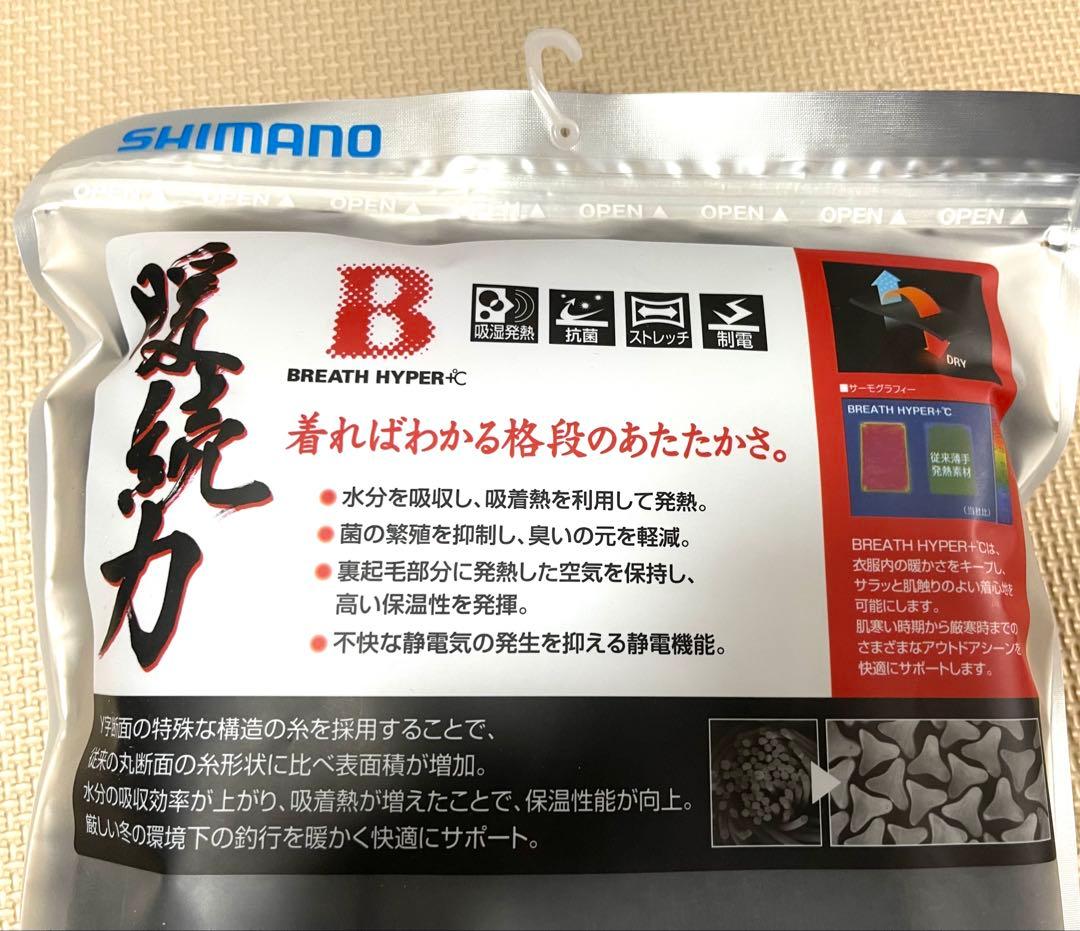 SHIMANO
OPEN ▲ OPEN ▲ OPEN ▲ OPEN ▲ OPEN ▲ OPEN ▲ OPEN ▲ OPEN ▲
暖続力
B
BREATH HYPER+℃
吸湿発熱
抗菌
ストレッチ
制電
着ればわかる格段のあたたかさ。
● 水分を吸収し、吸着熱を利用して発熱。
● 菌の繁殖を抑制し、臭いの元を軽減。
● 裏起毛部分に発熱した空気を保持し、
高い保温性を発揮。
● 不快な静電気の発生を抑える静電機能。
DRY
■サーモグラフィー
BREATH HYPER+℃
従来薄手
発熱素材
(当社比)
BREATH HYPER+℃は、
衣服内の暖かさをキープし、
サラッと肌触りのよい着心地を
可能にします。
肌寒い時期から厳寒時までの
さまざまなアウトドアシーンを
快適にサポートします。
Y字断面の特殊な構造の糸を採用することで、
従来の丸断面の糸形状に比べ表面積が増加。
水分の吸収効率が上がり、吸着熱が増えたことで、保温性能が向上。
厳しい冬の環境下の釣行を暖かく快適にサポート。